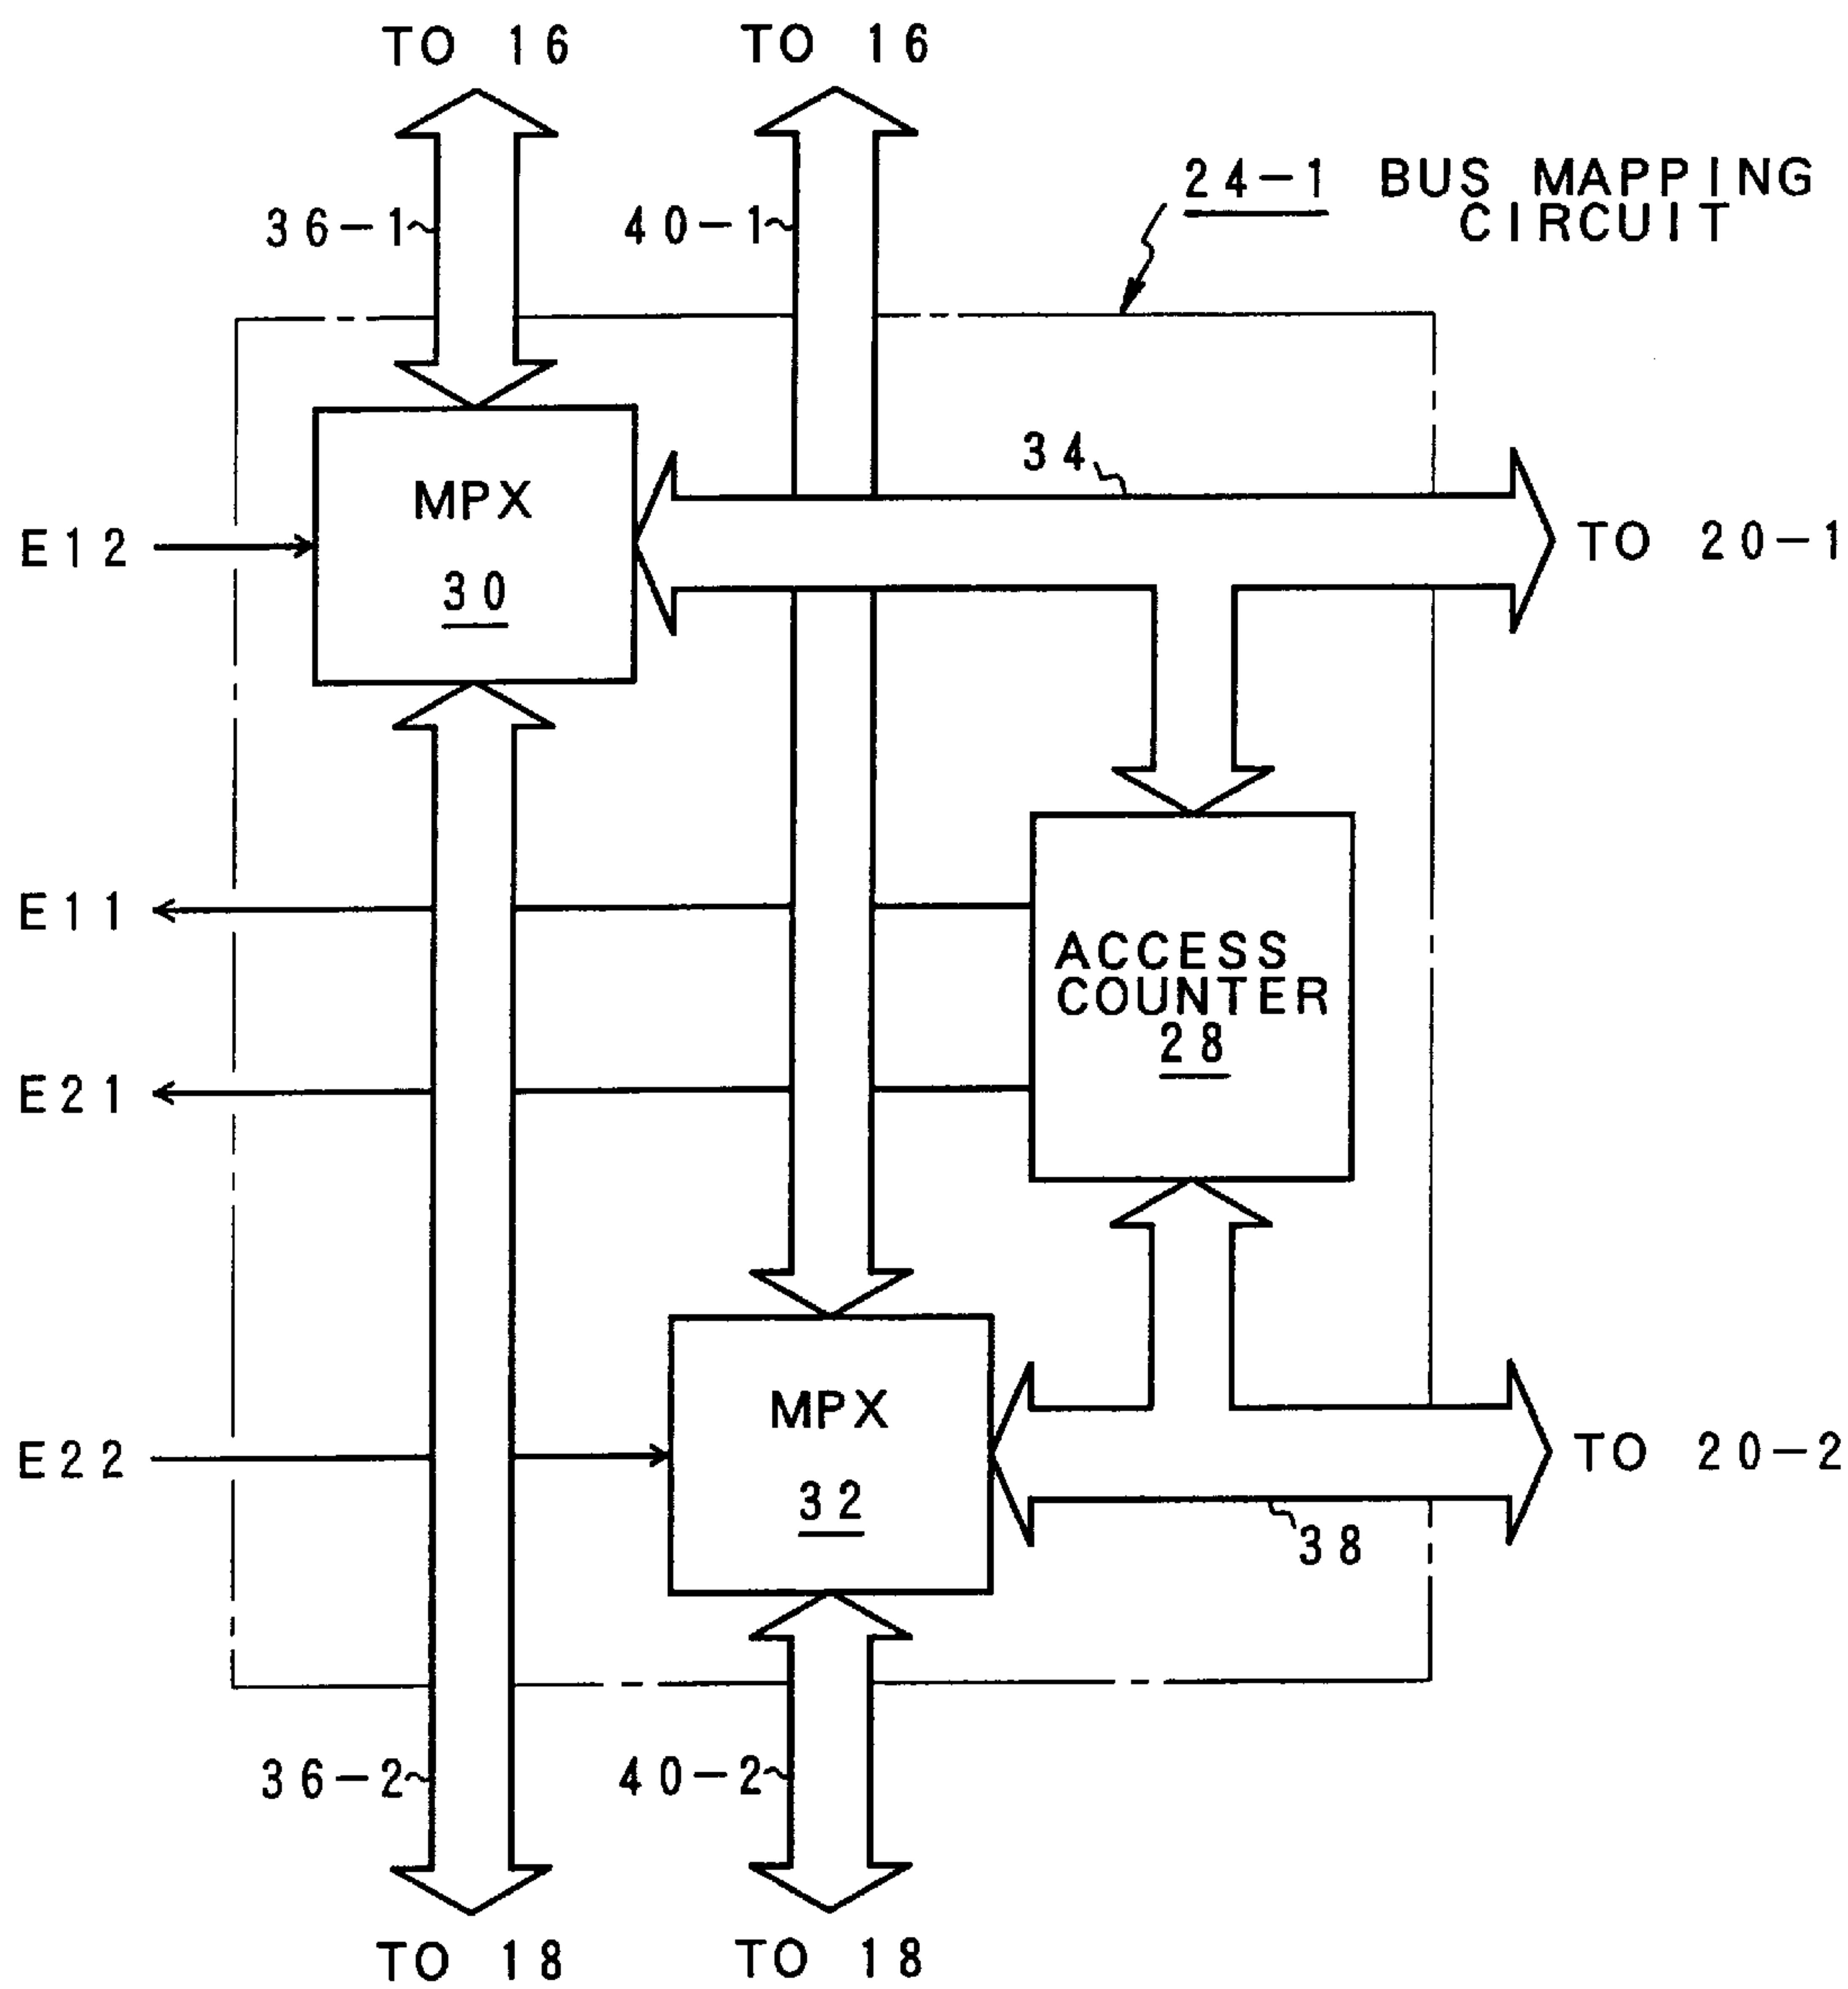 TO 16
TO 16
24-1 BUS MAPPING
CIRCUIT
36-1
40-1
34
MPX
30
E12
TO 20-1
E11
ACCESS
COUNTER
28
E21
MPX
32
E22
TO 20-2
38
36-2
40-2
TO 18
TO 18